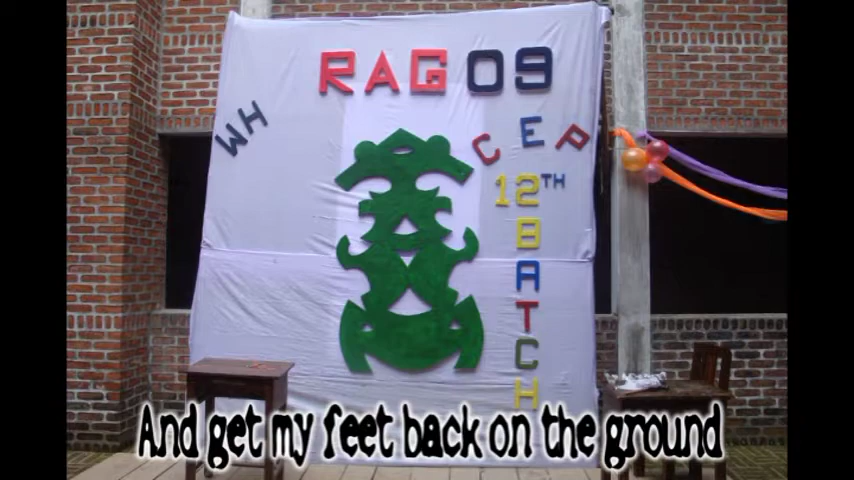 RAG 09
WH
CEP
12TH
BATCH
And get my feet back on the ground